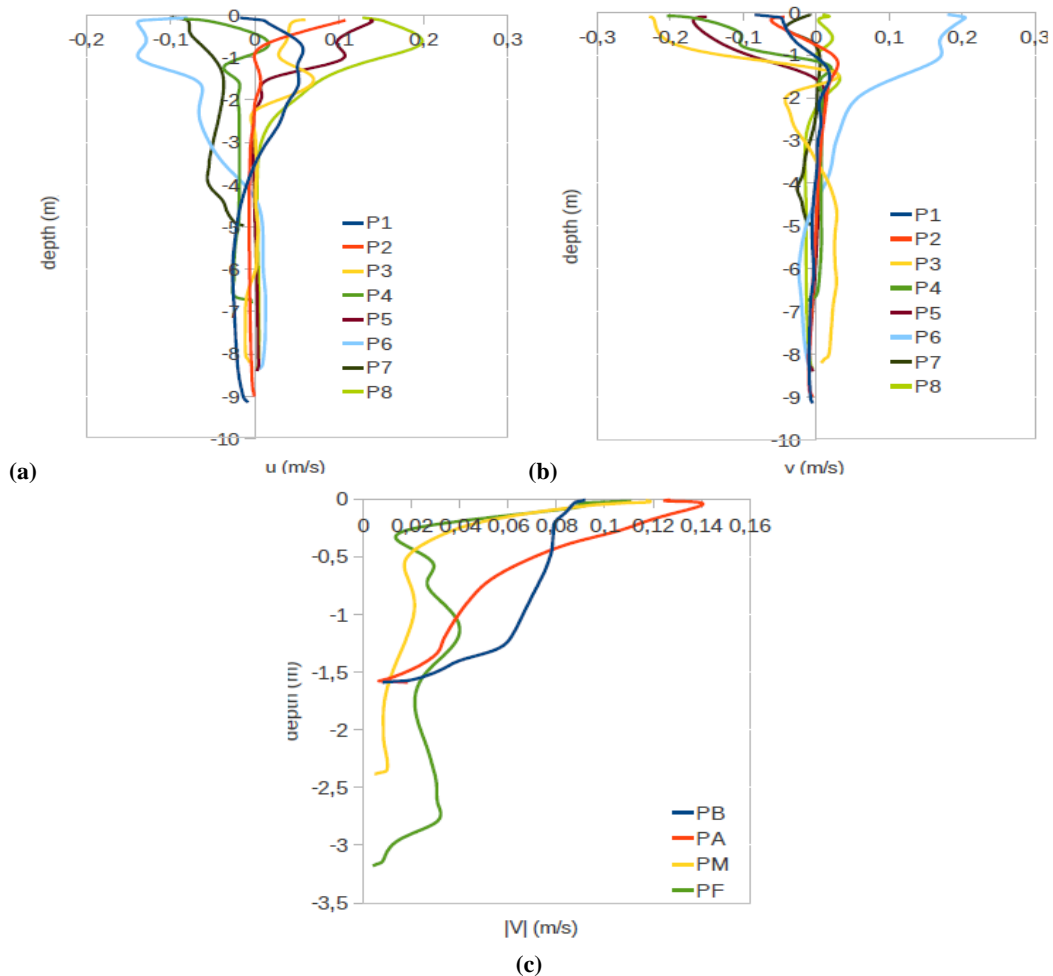 0
-0,2 -0,1 0 0,1 0,2 0,3
-1
-2
-3
-4
-5
-6
-7
-8
-9
-10
depth (m)
P1
P2
P3
P4
P5
P6
P7
P8
u (m/s)
(a)
0
-0,3 -0,2 -0,1 0 0,1 0,2 0,3
-1
-2
-3
-4
-5
-6
-7
-8
-9
-10
depth (m)
P1
P2
P3
P4
P5
P6
P7
P8
v (m/s)
(b)
0
0 0,02 0,04 0,06 0,08 0,1 0,12 0,14 0,16
-0,5
-1
-1,5
-2
-2,5
-3
-3,5
depth (m)
PB
PA
PM
PF
|V| (m/s)
(c)